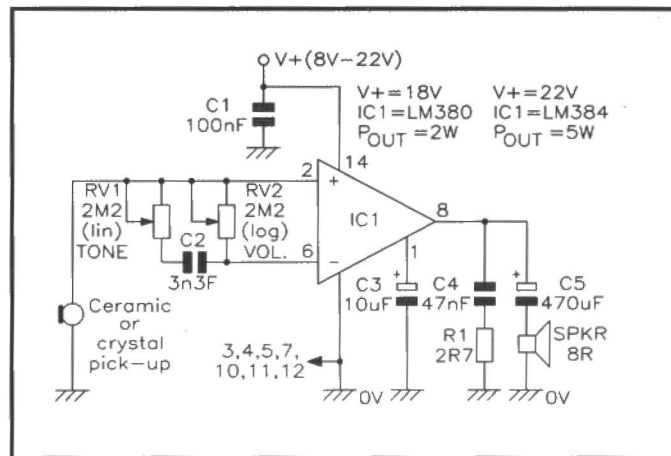 V+(8V-22V)
C1
100nF
V+=18V
IC1=LM380
POUT=2W
V+=22V
IC1=LM384
POUT=5W
2
14
+
RV1
2M2
(lin)
TONE
RV2
2M2
(log)
VOL.
IC1
8
C2
3n3F
6
−
1
+
C3
10uF
C4
47nF
+
C5
470uF
Ceramic
or
crystal
pick-up
3,4,5,7,
10,11,12
R1
2R7
SPKR
8R
0V
0V